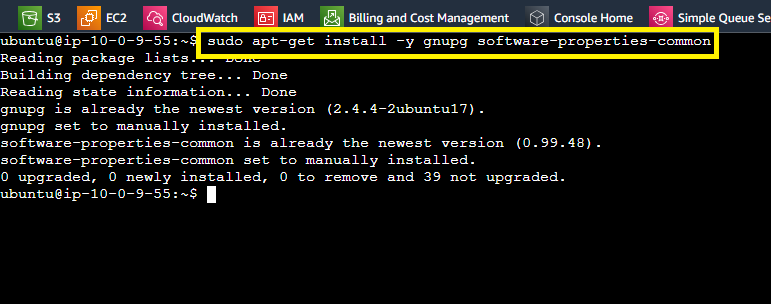 S3 EC2 CloudWatch IAM Billing and Cost Management Console Home Simple Queue Se
ubuntu@ip-10-0-9-55:~$ sudo apt-get install -y gnupg software-properties-common
Reading package lists... Done
Building dependency tree... Done
Reading state information... Done
gnupg is already the newest version (2.4.4-2ubuntu17).
gnupg set to manually installed.
software-properties-common is already the newest version (0.99.48).
software-properties-common set to manually installed.
0 upgraded, 0 newly installed, 0 to remove and 39 not upgraded.
ubuntu@ip-10-0-9-55:~$